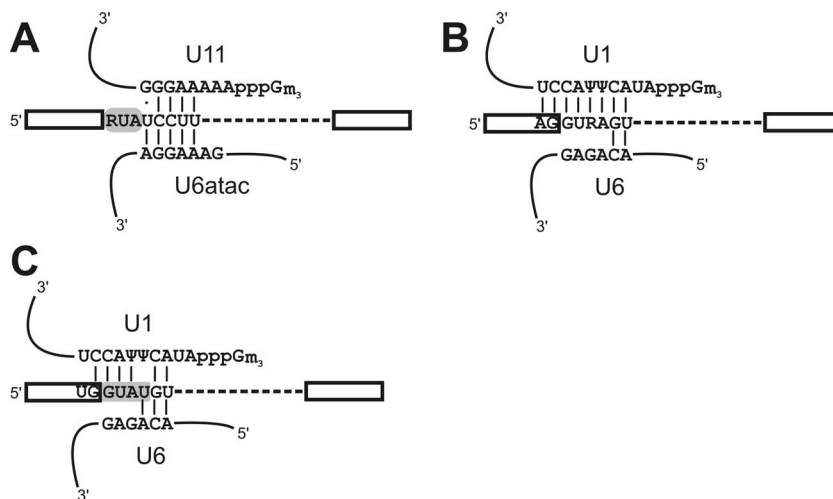 A
3'
U11
GGGAAAAApppGm₃
5' RUAUCCUU
AGGAAAG 5'
U6atac
3'
B
3'
U1
UCCAΨΨCAUApppGm₃
5' AGGURAGU
GAGACA 5'
U6
3'
C
3'
U1
UCCAΨΨCAUApppGm₃
5' UGGUAUGU
GAGACA 5'
U6
3'